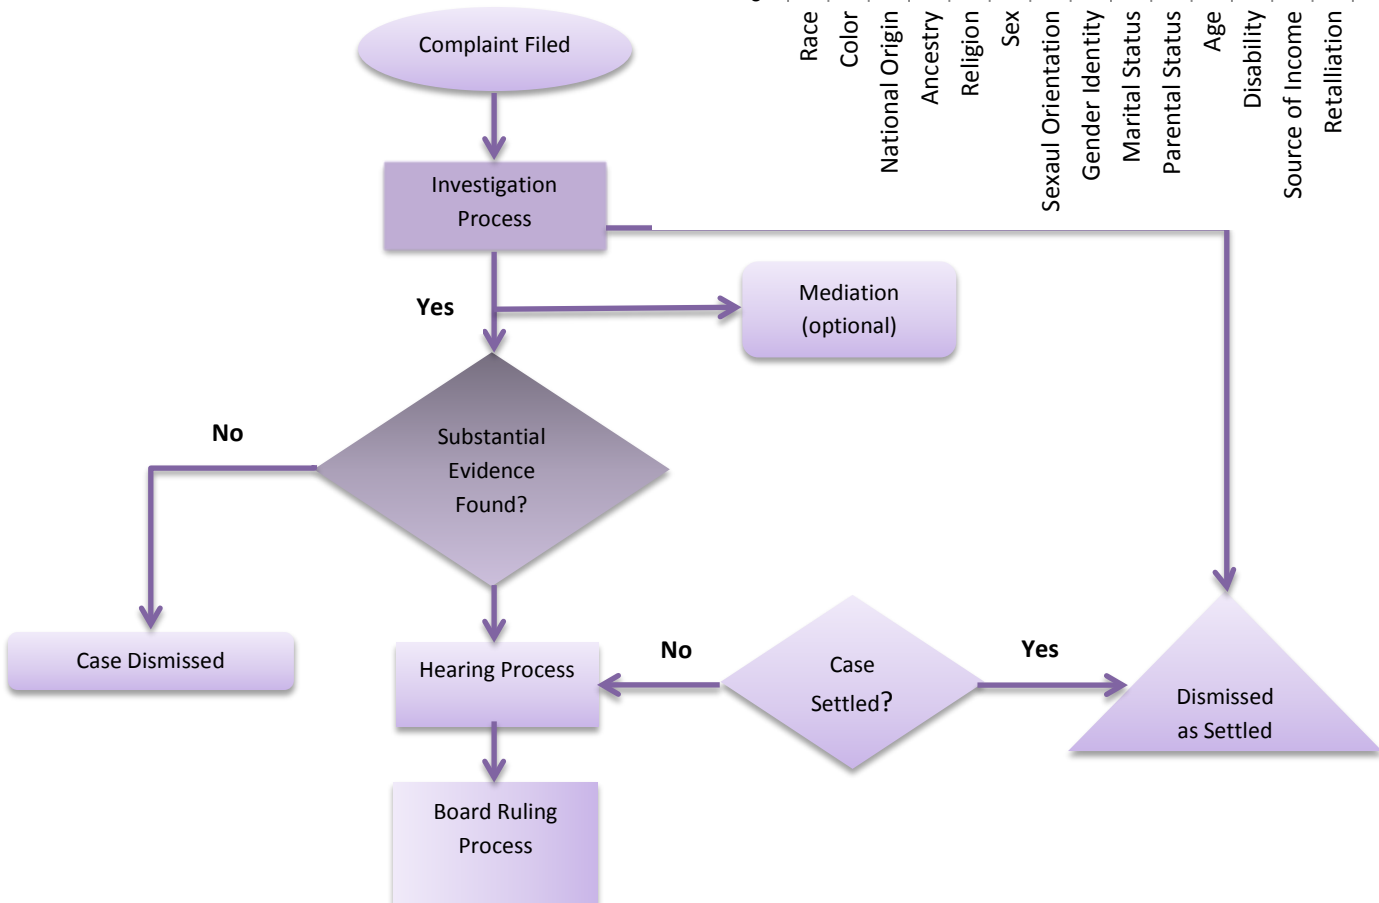 Complaint Filed
Race
Color
National Origin
Ancestry
Religion
Sex
Sexaul Orientation
Gender Identity
Marital Status
Parental Status
Age
Disability
Source of Income
Retalliation
Investigation
Process
Yes
Mediation
(optional)
No
Substantial
Evidence
Found?
Case Dismissed
Hearing Process
No
Case
Settled?
Yes
Dismissed
as Settled
Board Ruling
Process